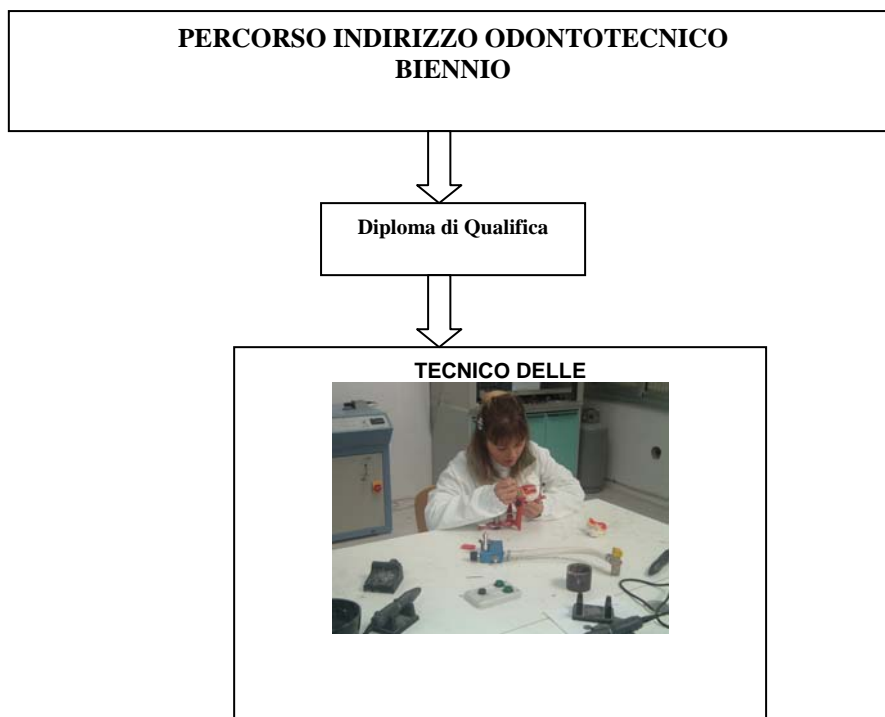 PERCORSO INDIRIZZO ODONTOTECNICO
BIENNIO
Diploma di Qualifica
TECNICO DELLE